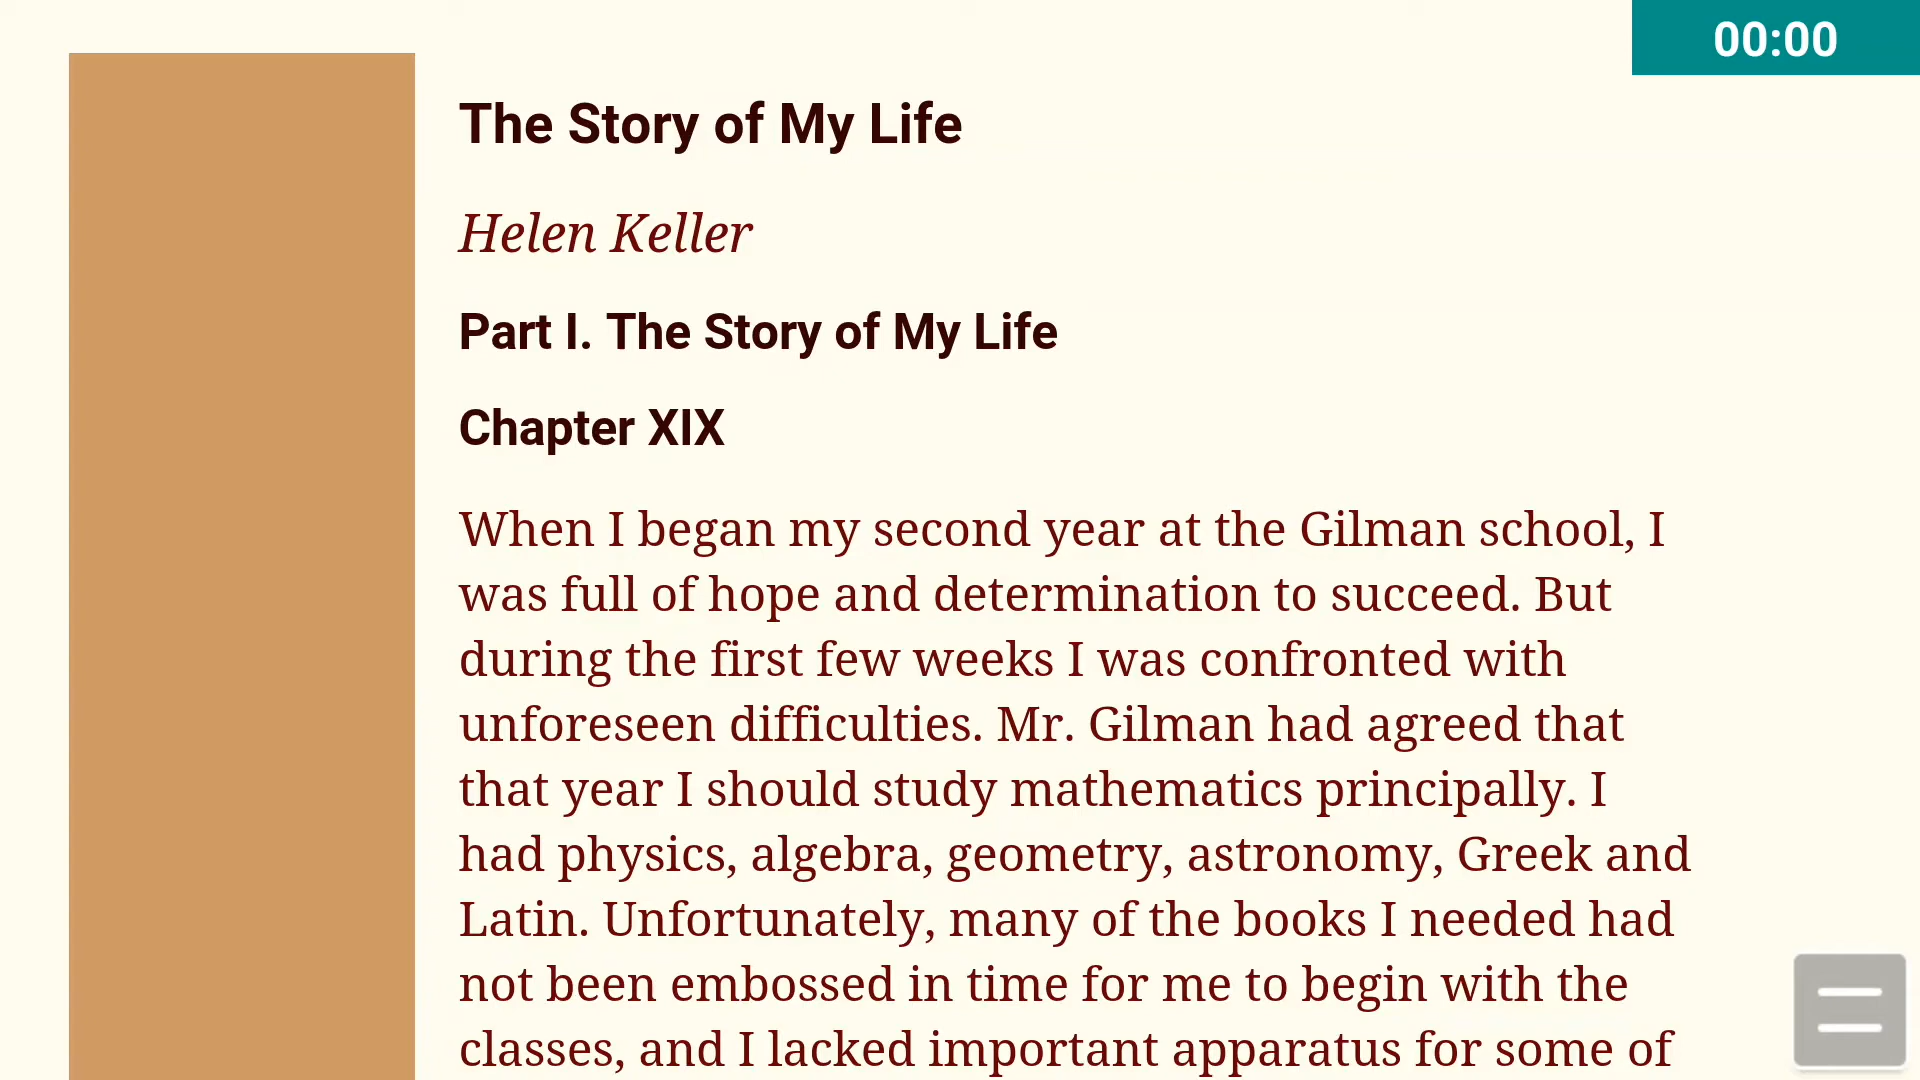 00:00
The Story of My Life
Helen Keller
Part I. The Story of My Life
Chapter XIX
When I began my second year at the Gilman school, I
was full of hope and determination to succeed. But
during the first few weeks I was confronted with
unforeseen difficulties. Mr. Gilman had agreed that
that year I should study mathematics principally. I
had physics, algebra, geometry, astronomy, Greek and
Latin. Unfortunately, many of the books I needed had
not been embossed in time for me to begin with the
classes, and I lacked important apparatus for some of